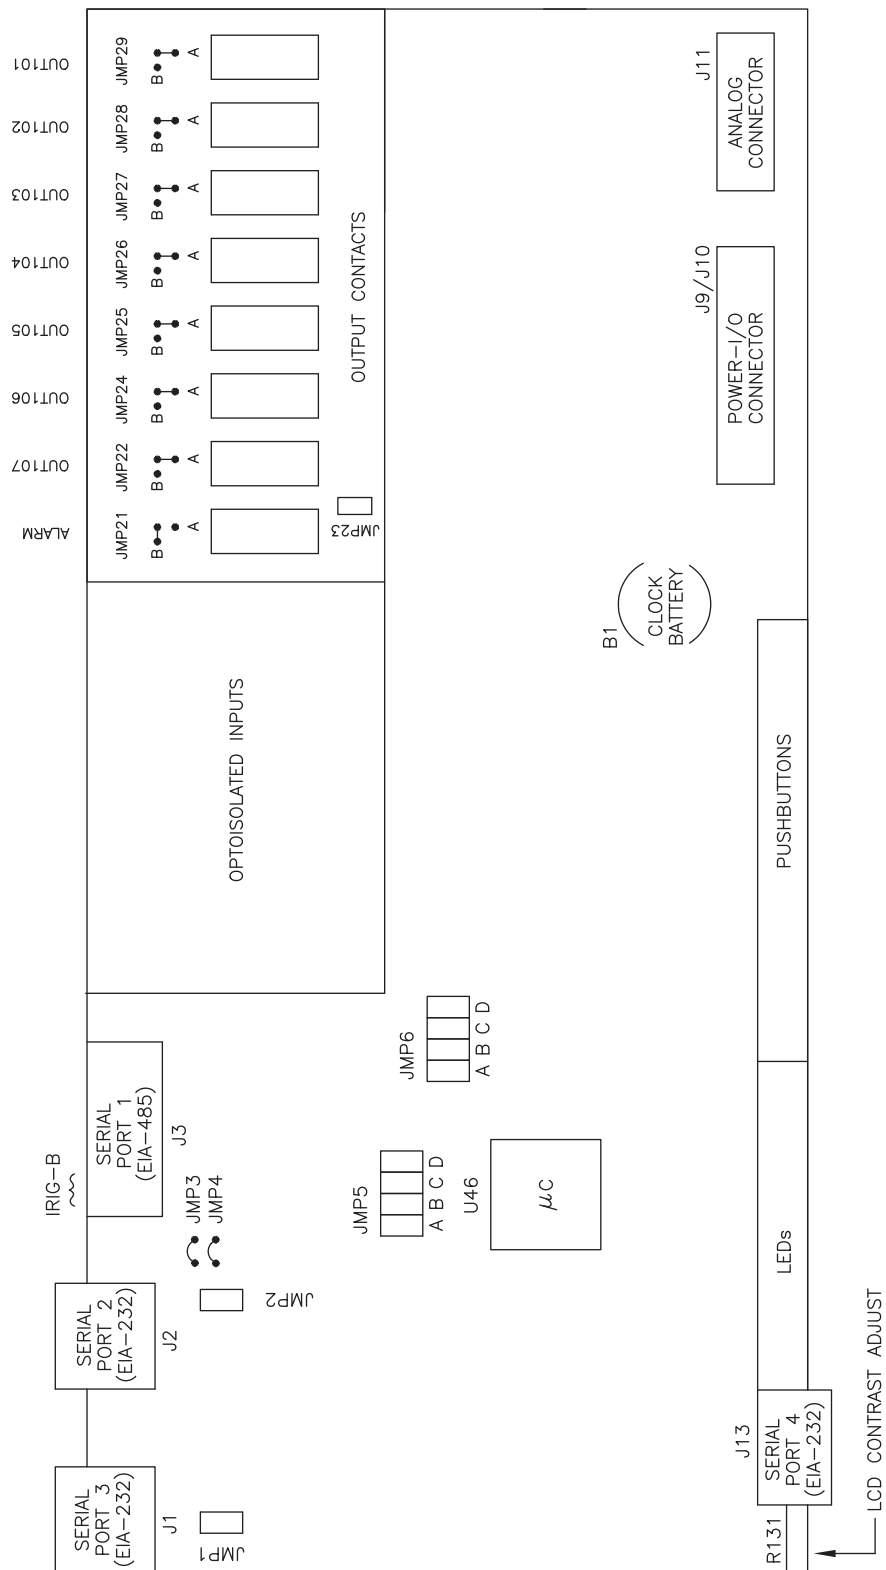 OUT101
JMP29
B
A
OUT102
JMP28
B
A
OUT103
JMP27
B
A
OUT104
JMP26
B
A
OUT105
JMP25
B
A
OUT106
JMP24
B
A
OUT107
JMP22
B
A
ALARM
JMP21
B
A
JMP23
OUTPUT CONTACTS
J11
ANALOG
CONNECTOR
J9/J10
POWER-I/O
CONNECTOR
B1
CLOCK
BATTERY
OPTOISOLATED INPUTS
PUSHBUTTONS
JMP6
A B C D
IRIG-B
SERIAL
PORT 1
(EIA-485)
J3
JMP3
JMP4
JMP5
A B C D
U46
μC
LEDs
SERIAL
PORT 2
(EIA-232)
J2
JMP2
SERIAL
PORT 3
(EIA-232)
J1
JMP1
J13
SERIAL
PORT 4
(EIA-232)
R131
LCD CONTRAST ADJUST